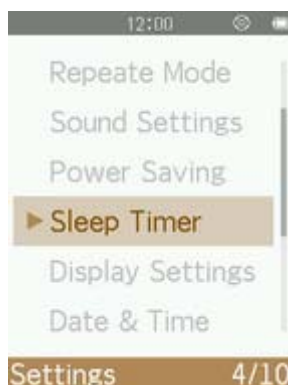 12:00
Repeate Mode
Sound Settings
Power Saving
Sleep Timer
Display Settings
Date & Time
Settings 4/10